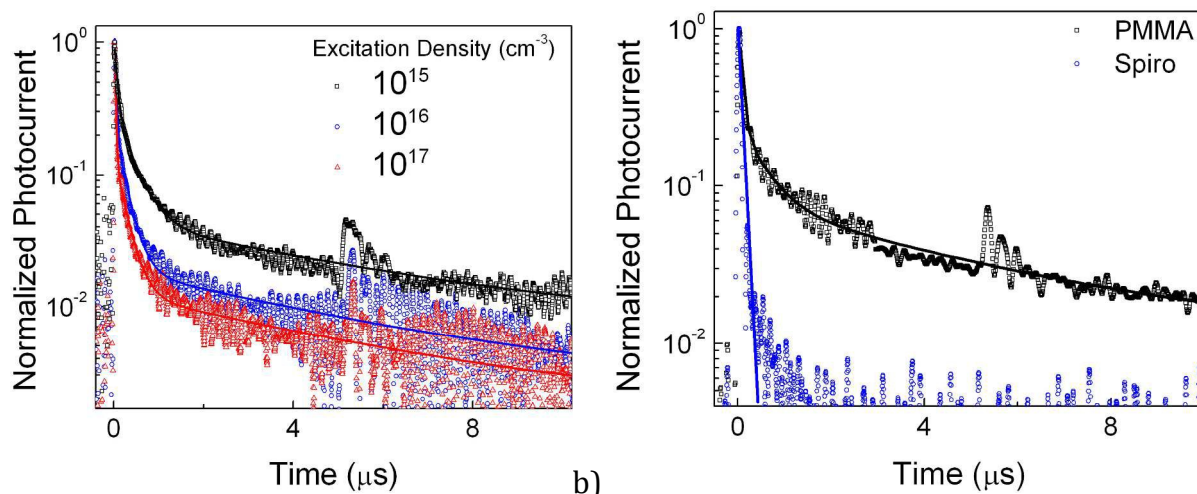 Normalized Photocurrent
10⁰
10⁻¹
10⁻²
Excitation Density (cm⁻³)
10¹⁵
10¹⁶
10¹⁷
0 4 8
Time (μs)
b)
Normalized Photocurrent
10⁰
10⁻¹
10⁻²
PMMA
Spiro
0 4 8
Time (μs)